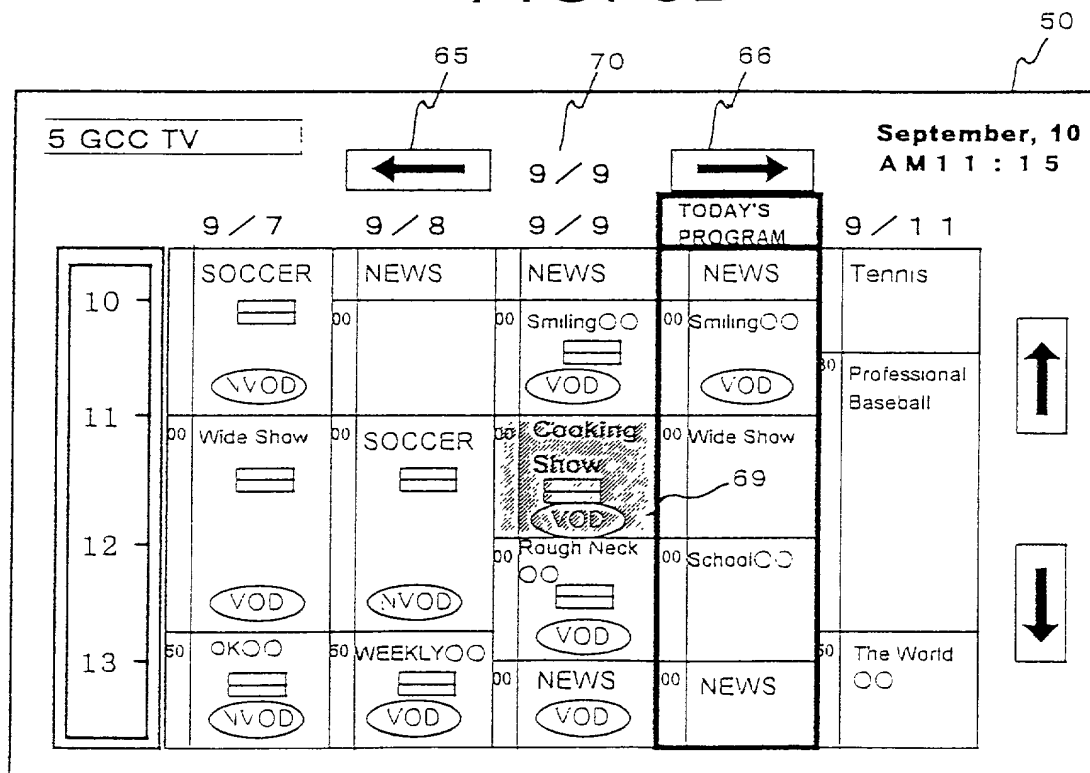 50
65
70
66
5 GCC TV
September, 10
AM11:15
9/9
9/7
9/8
9/9
TODAY'S
PROGRAM
9/11
10
11
12
13
SOCCER
NVOD
00 Wide Show
VOD
50 OK○○
NVOD
NEWS
00
00 SOCCER
NVOD
50 WEEKLY○○
VOD
NEWS
00 Smiling○○
VOD
00 Cooking
Show
VOD
69
00 Rough Neck
○○
VOD
00 NEWS
VOD
NEWS
00 Smiling○○
VOD
00 Wide Show
00 School○○
00 NEWS
Tennis
30 Professional
Baseball
50 The World
○○